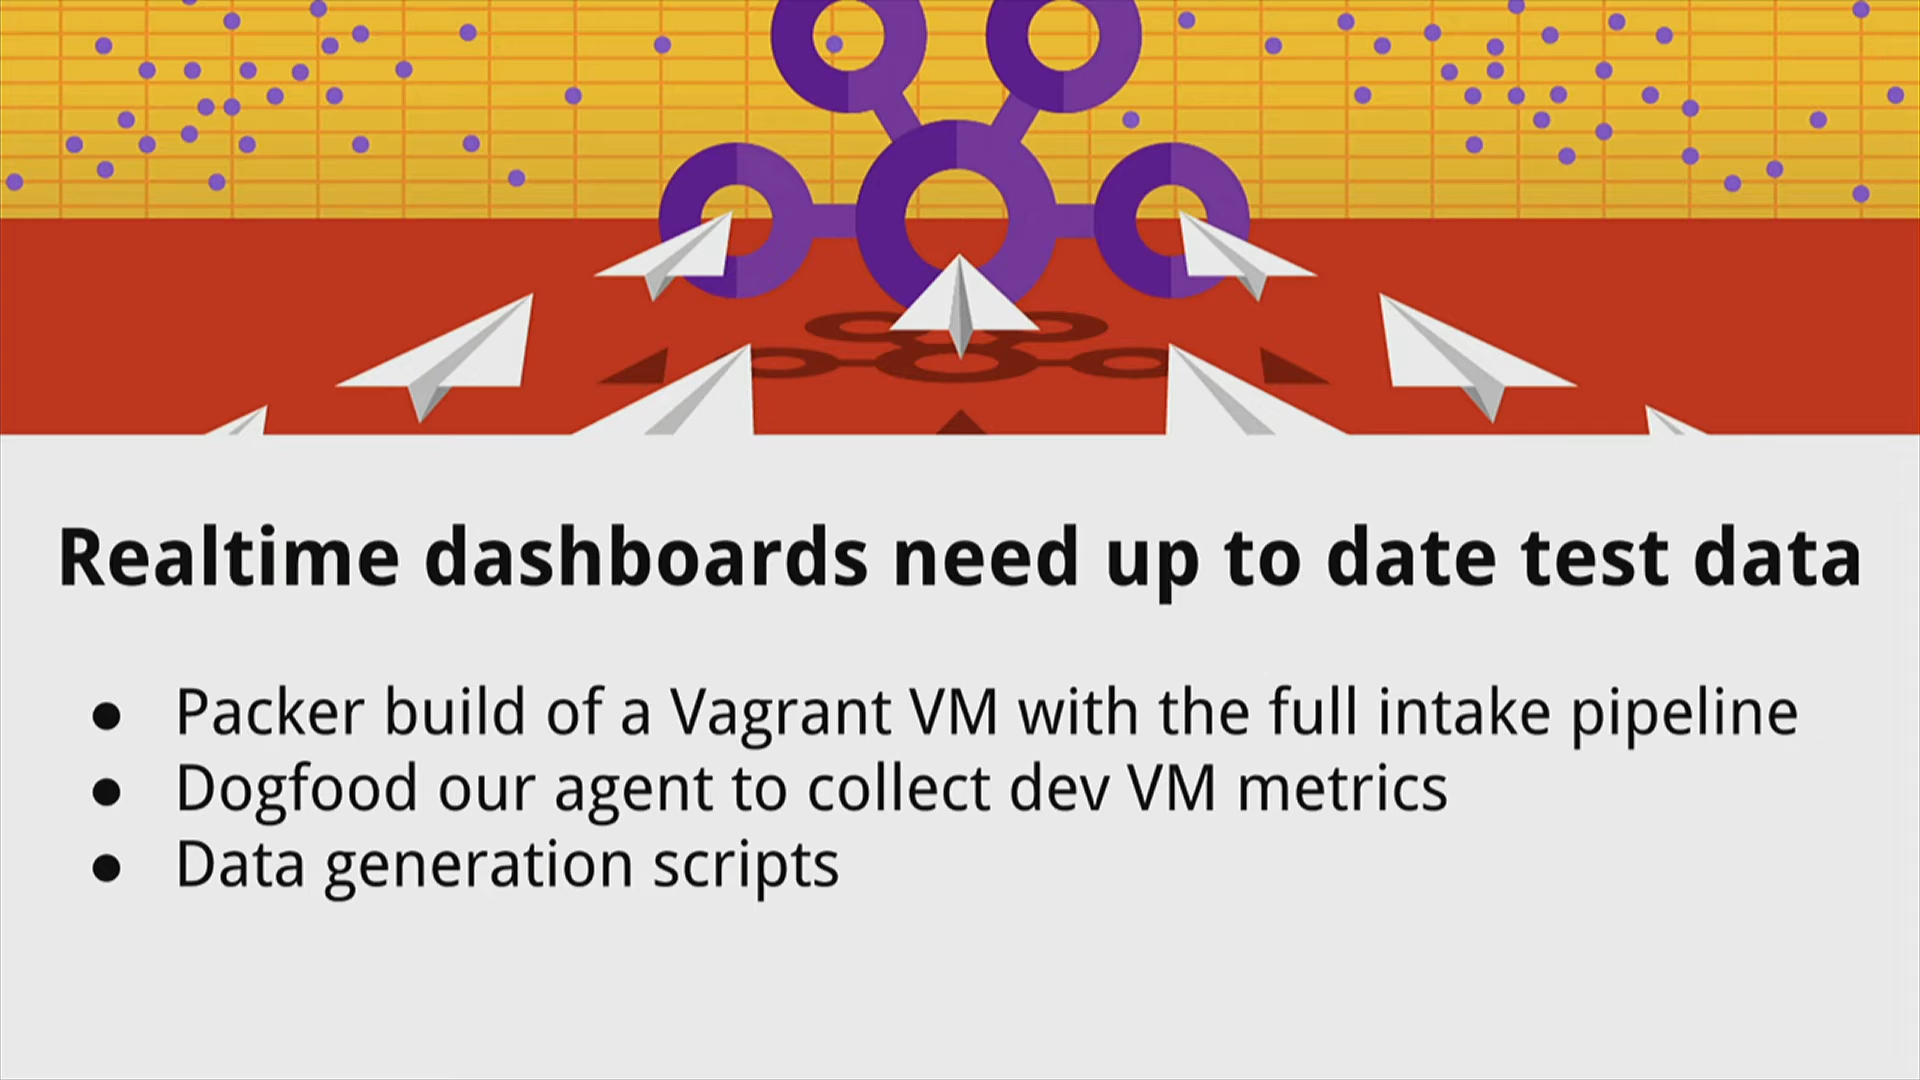 Realtime dashboards need up to date test data
● Packer build of a Vagrant VM with the full intake pipeline
● Dogfood our agent to collect dev VM metrics
● Data generation scripts